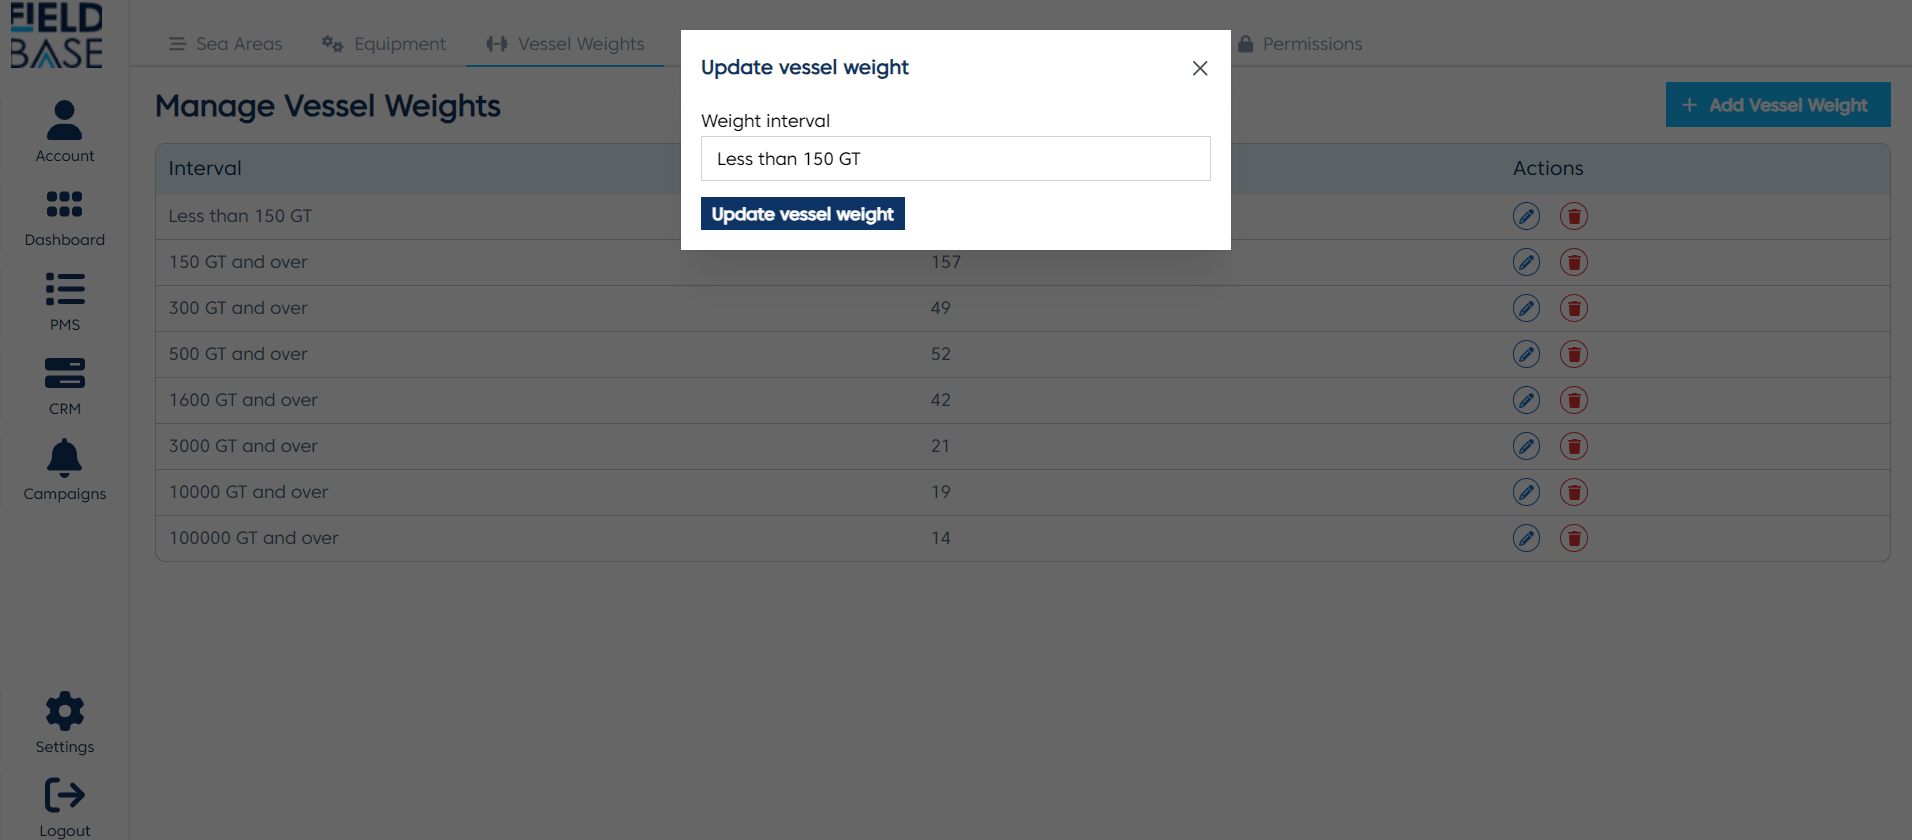 FIELD
BASE
Account
Dashboard
PMS
CRM
Campaigns
Settings
Logout
Sea Areas
Equipment
Vessel Weights
Permissions
Manage Vessel Weights
+ Add Vessel Weight
Interval
Actions
Less than 150 GT
150 GT and over 157
300 GT and over 49
500 GT and over 52
1600 GT and over 42
3000 GT and over 21
10000 GT and over 19
100000 GT and over 14
Update vessel weight
Weight interval
Less than 150 GT
Update vessel weight